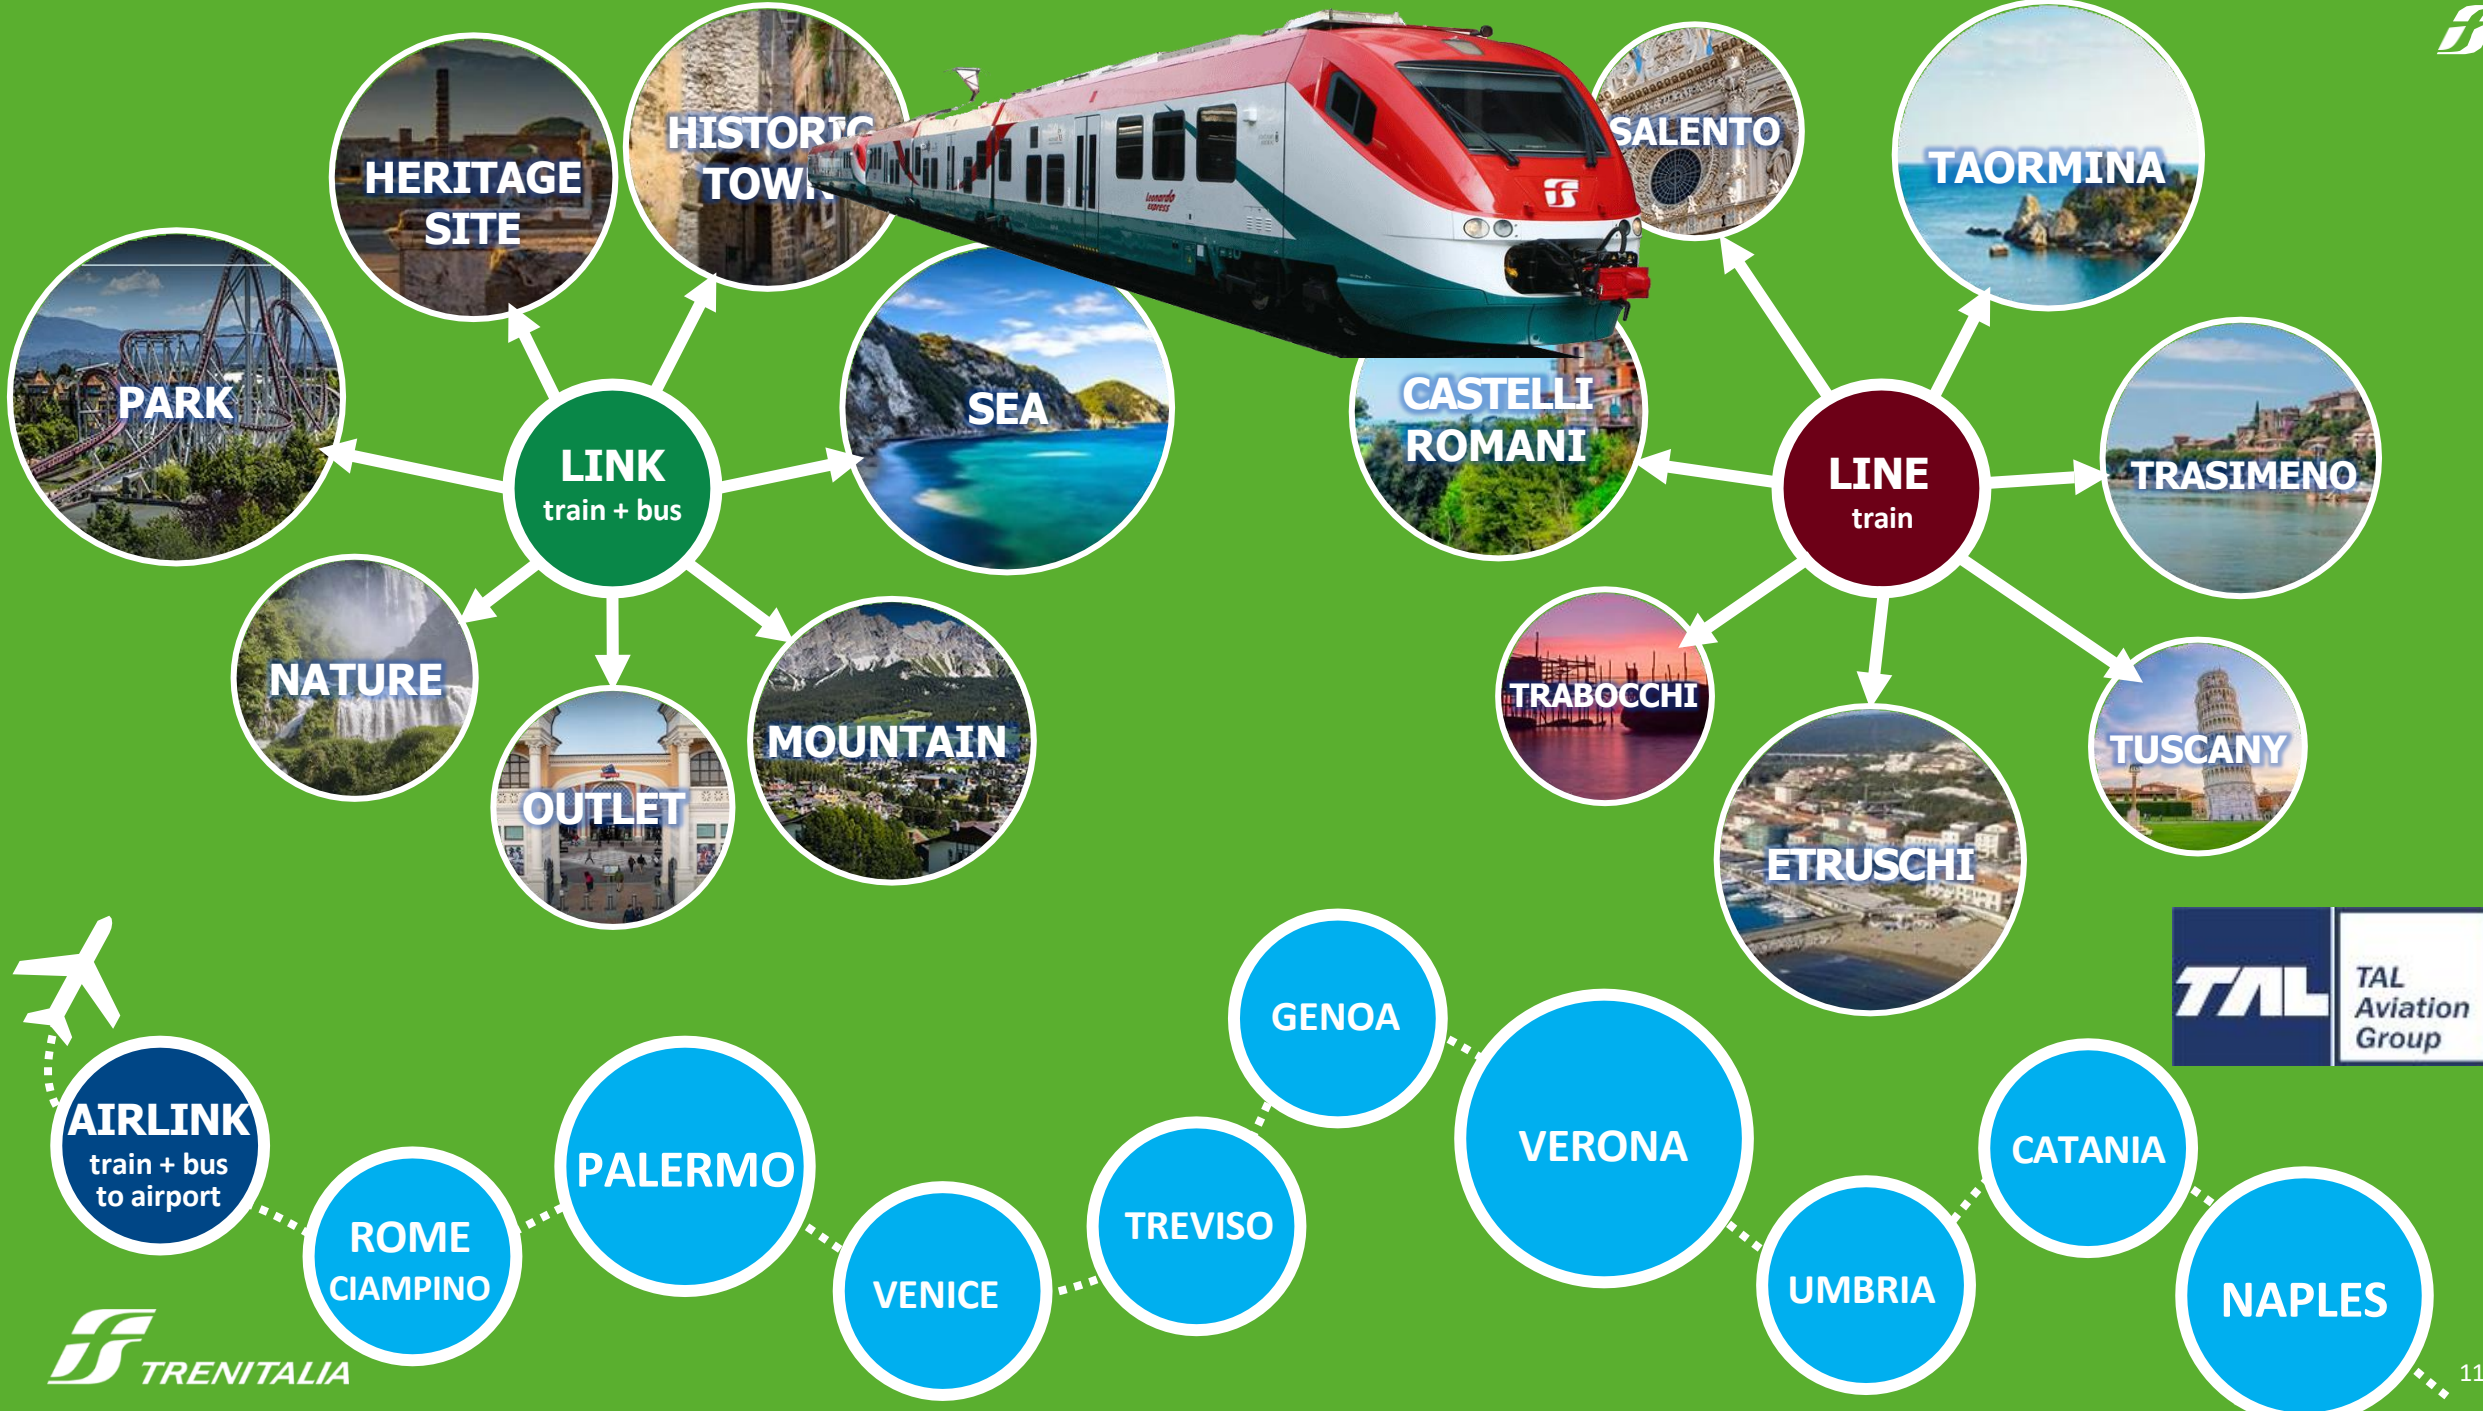 HERITAGE
SITE
HISTORIC
TOWN
PARK
SEA
LINK
train + bus
NATURE
OUTLET
MOUNTAIN
Leonardo
express
SALENTO
TAORMINA
CASTELLI
ROMANI
LINE
train
TRASIMENO
TRABOCCHI
ETRUSCHI
TUSCANY
TAL
TAL
Aviation
Group
AIRLINK
train + bus
to airport
ROME
CIAMPINO
PALERMO
VENICE
TREVISO
GENOA
VERONA
UMBRIA
CATANIA
NAPLES
TRENITALIA
11